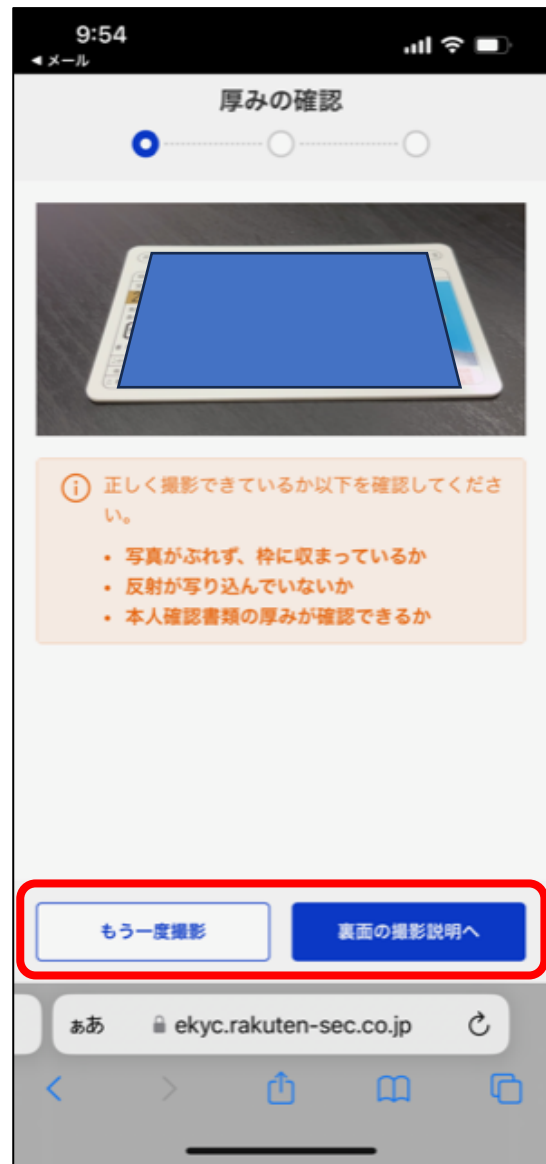 9:54
◀ メール
厚みの確認
正しく撮影できているか以下を確認してくださ
い。
• 写真がぶれず、枠に収まっているか
• 反射が写り込んでいないか
• 本人確認書類の厚みが確認できるか
もう一度撮影
裏面の撮影説明へ
ぁあ
ekyc.rakuten-sec.co.jp